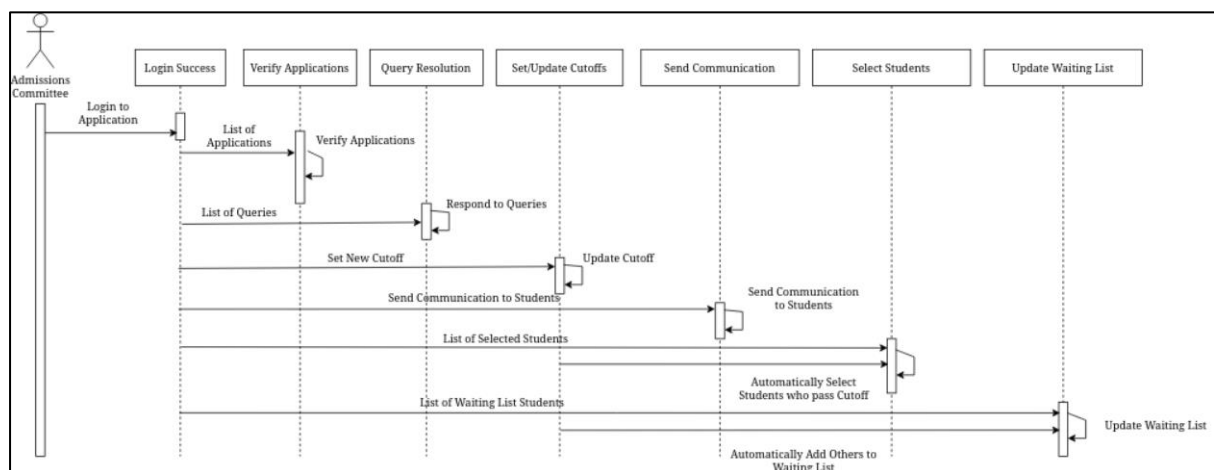 Admissions
Committee
Login Success
Verify Applications
Query Resolution
Set/Update Cutoffs
Send Communication
Select Students
Update Waiting List
Login to
Application
List of
Applications
Verify Applications
List of Queries
Respond to Queries
Set New Cutoff
Update Cutoff
Send Communication to Students
Send Communication
to Students
List of Selected Students
Automatically Select
Students who pass Cutoff
List of Waiting List Students
Update Waiting List
Automatically Add Others to
Waiting List